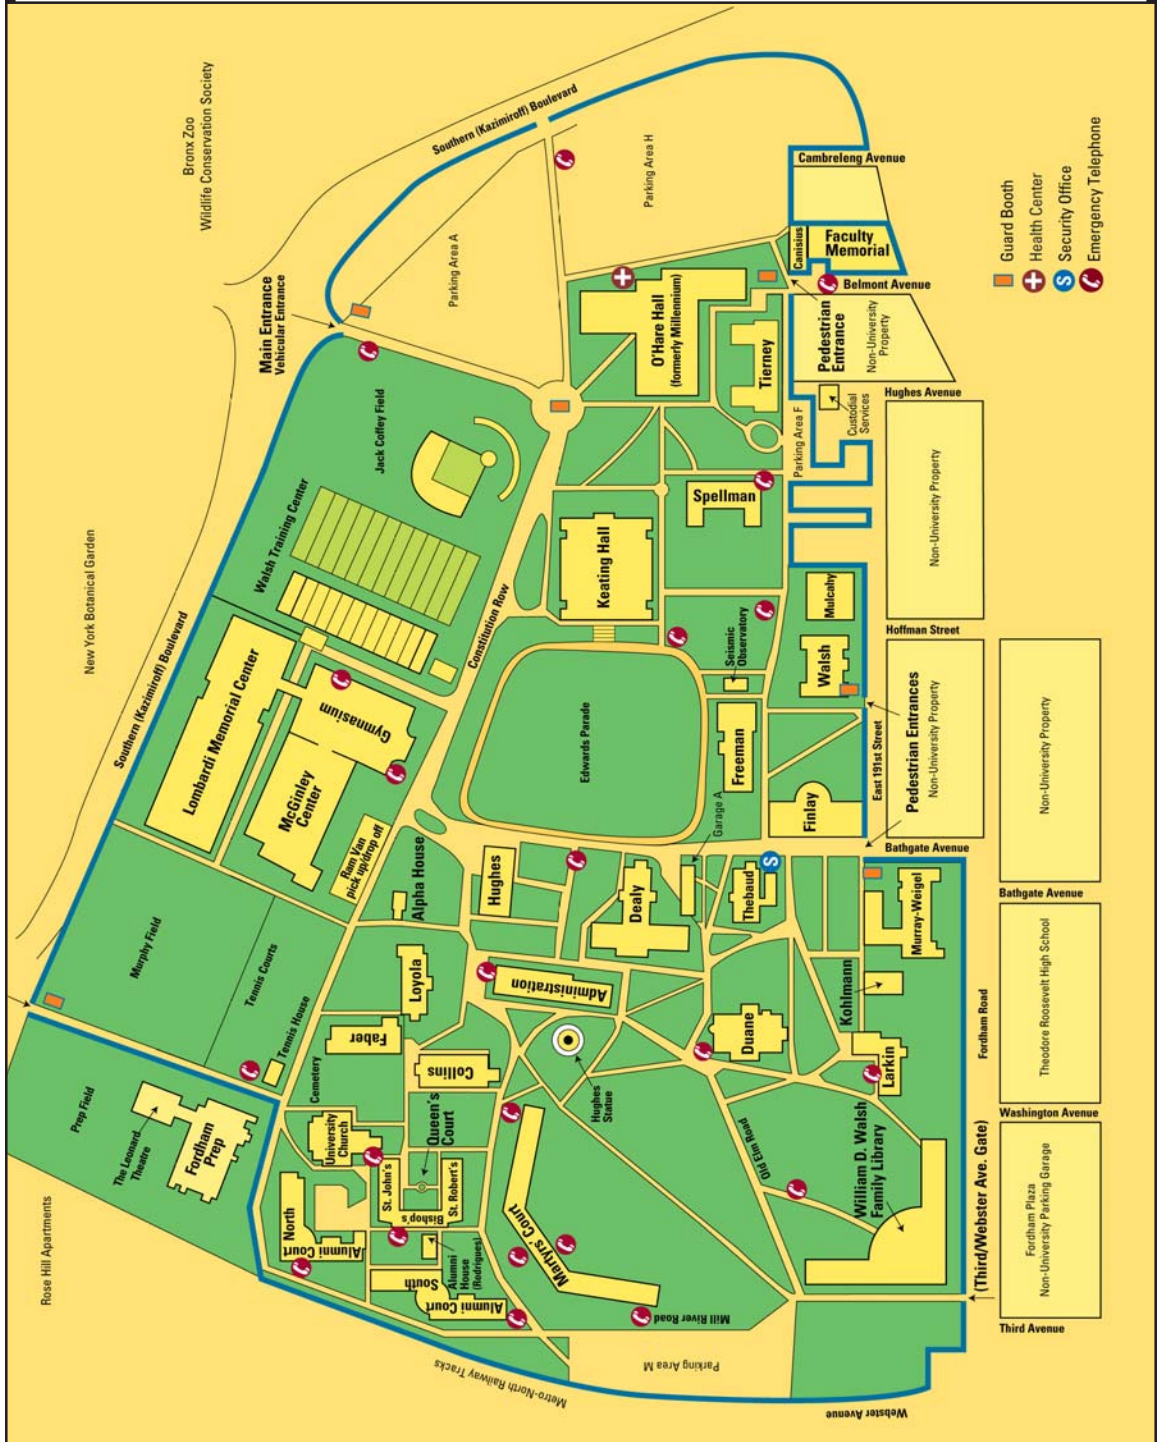 Bronx Zoo
Wildlife Conservation Society
Southern (Kazimiroff) Boulevard
New York Botanical Garden
Southern (Kazimiroff) Boulevard
Main Entrance
Vehicular Entrance
Parking Area A
Parking Area H
Cambreleng Avenue
Canisius
Faculty
Memorial
Belmont Avenue
Guard Booth
Health Center
S
Security Office
Emergency Telephone
O'Hare Hall
(formerly Millennium)
Tierney
Pedestrian
Entrance
Non-University
Property
Hughes Avenue
Custodial
Services
Parking Area F
Non-University Property
Jack Coffey Field
Walsh Training Center
Constitution Row
Keating Hall
Spellman
Mulcahy
Walsh
Hoffman Street
Seismic
Observatory
Lombardi Memorial Center
Gymnasium
McGinley
Center
Ram Van
pick up/drop off
Edwards Parade
Freeman
Finlay
Garage A
East 191st Street
Pedestrian Entrances
Non-University Property
Non-University Property
Bathgate Avenue
Bathgate Avenue
Murphy Field
Tennis Courts
Tennis House
Alpha House
Hughes
Dealy
Thebaud
S
Murray-Weigel
Kohlmann
Loyola
Faber
Collins
Administration
Hughes
Statue
Duane
Larkin
Fordham Road
Theodore Roosevelt High School
Washington Avenue
Prep Field
The Leonard
Theatre
Fordham
Prep
Cemetery
University
Church
Queen's
Court
St. John's
Bishop's
St. Robert's
Alumni Court
North
Alumni
House
(Rodrigues)
Alumni Court
South
Martyrs' Court
Old Elm Road
William D. Walsh
Family Library
(Third/Webster Ave. Gate)
Fordham Plaza
Non-University Parking Garage
Third Avenue
Rose Hill Apartments
Mill River Road
Parking Area M
Metro-North Railway Tracks
Webster Avenue